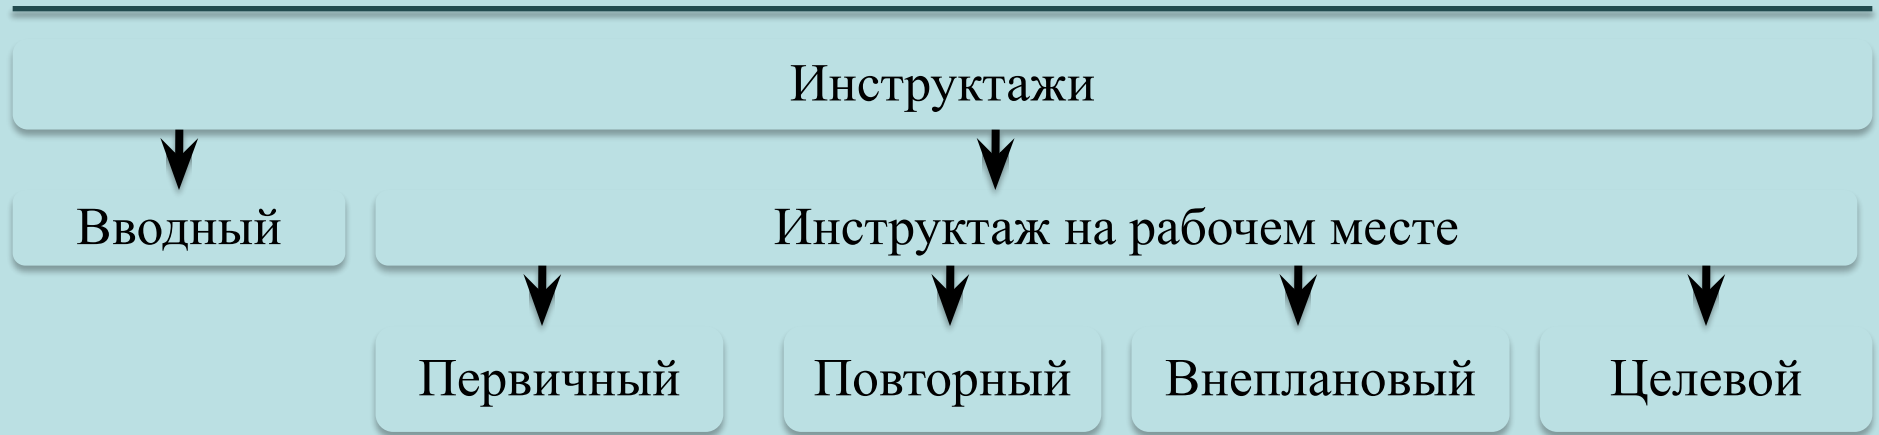 Инструктажи
Вводный
Инструктаж на рабочем месте
Первичный
Повторный
Внеплановый
Целевой